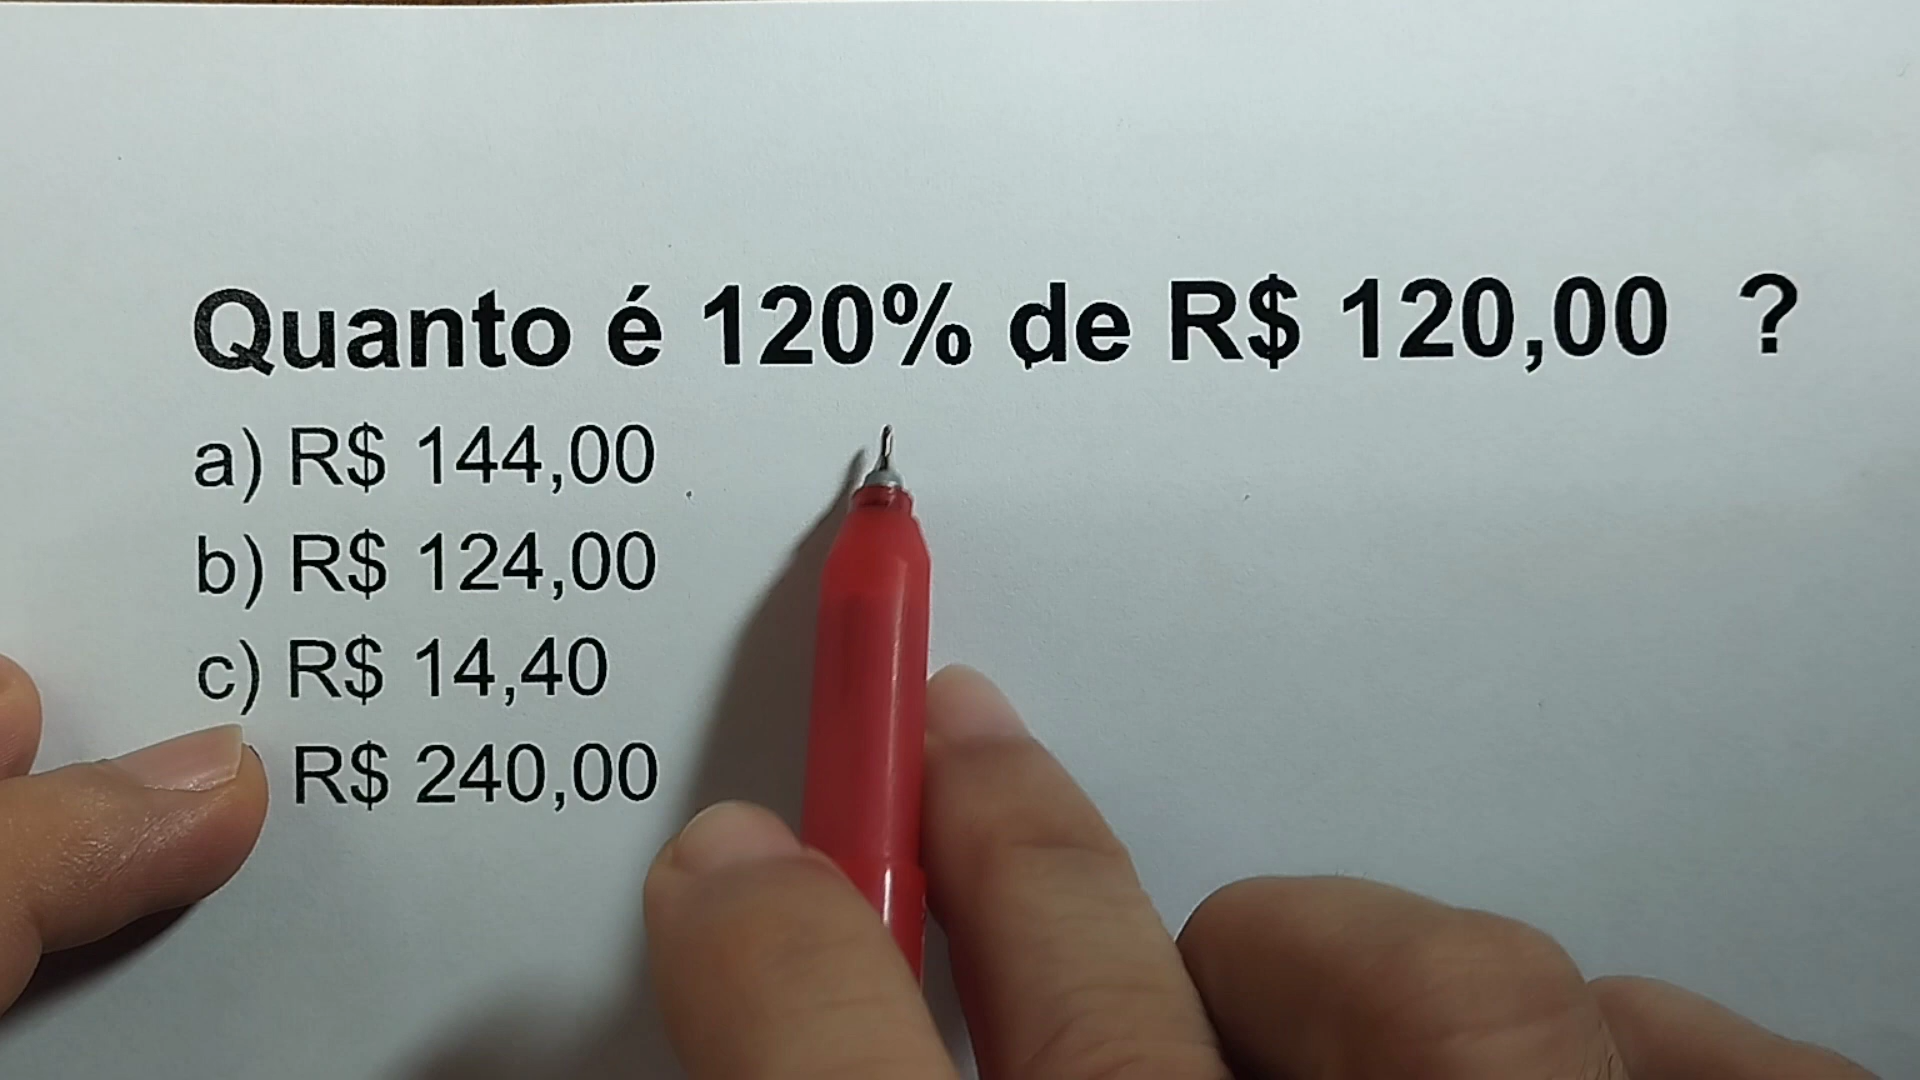 Quanto é 120% de R$ 120,00 ?
a) R$ 144,00
b) R$ 124,00
c) R$ 14,40
R$ 240,00